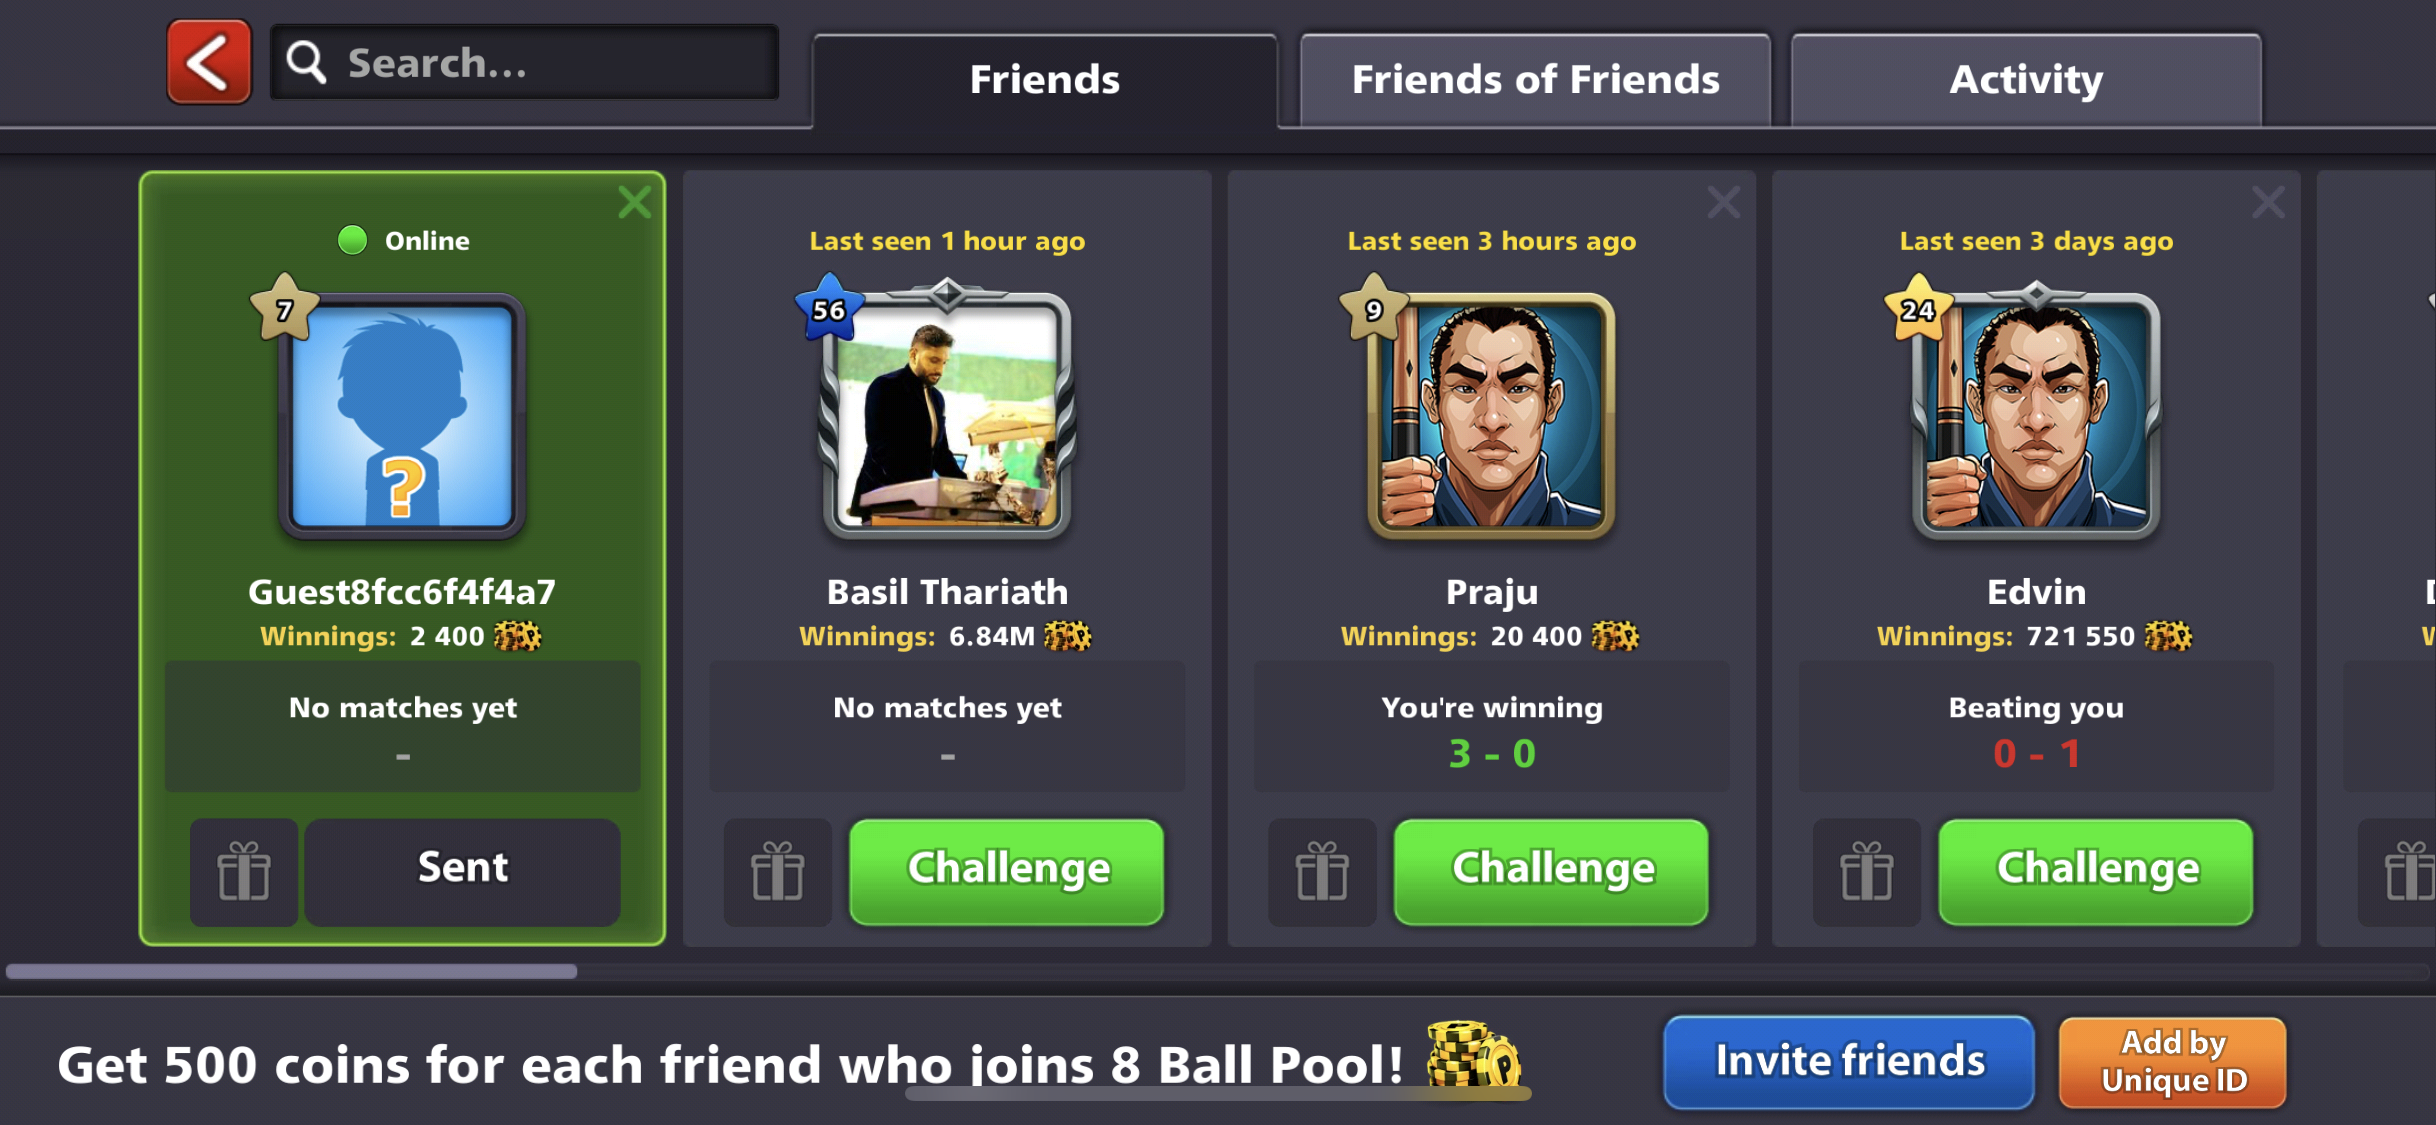 Search...
Friends
Friends of Friends
Activity
Online
7
?
Guest8fcc6f4f4a7
Winnings: 2 400
No matches yet
-
Sent
Last seen 1 hour ago
56
Basil Thariath
Winnings: 6.84M
No matches yet
-
Challenge
Last seen 3 hours ago
9
Praju
Winnings: 20 400
You're winning
3 - 0
Challenge
Last seen 3 days ago
24
Edvin
Winnings: 721 550
Beating you
0 - 1
Challenge
Get 500 coins for each friend who joins 8 Ball Pool!
P
Invite friends
Add by
Unique ID